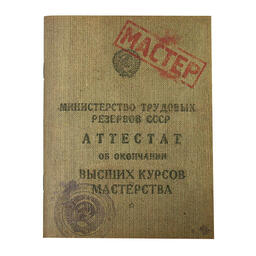 МАСТЕР
МИНИСТЕРСТВО ТРУДОВЫХ
РЕЗЕРВОВ СССР
АТТЕСТАТ
ОБ ОКОНЧАНИИ
ВЫСШИХ КУРСОВ
МАСТЕРСТВА